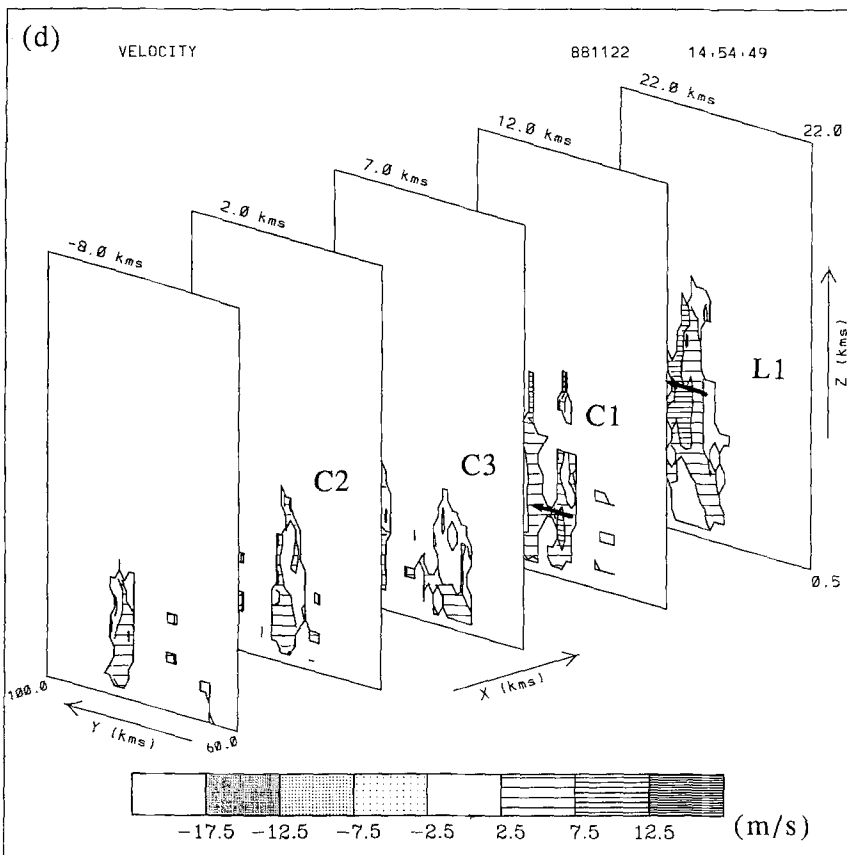 (d)
VELOCITY 881122 14:54:49
22.0 kms
22.0
12.0 kms
7.0 kms
2.0 kms
-8.0 kms
Z (kms)
L1
C1
C3
C2
0.5
X (kms)
100.0
Y (kms)
60.0
-17.5 -12.5 -7.5 -2.5 2.5 7.5 12.5 (m/s)